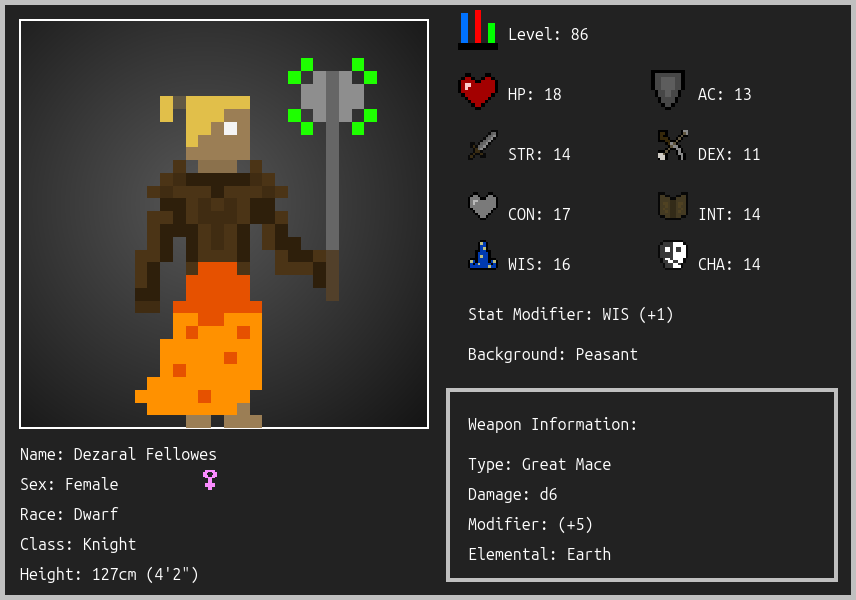 Level: 86
HP: 18
AC: 13
STR: 14
DEX: 11
CON: 17
INT: 14
WIS: 16
CHA: 14
Stat Modifier: WIS (+1)
Background: Peasant
Weapon Information:
Type: Great Mace
Damage: d6
Modifier: (+5)
Elemental: Earth
Name: Dezaral Fellowes
Sex: Female
Race: Dwarf
Class: Knight
Height: 127cm (4'2")